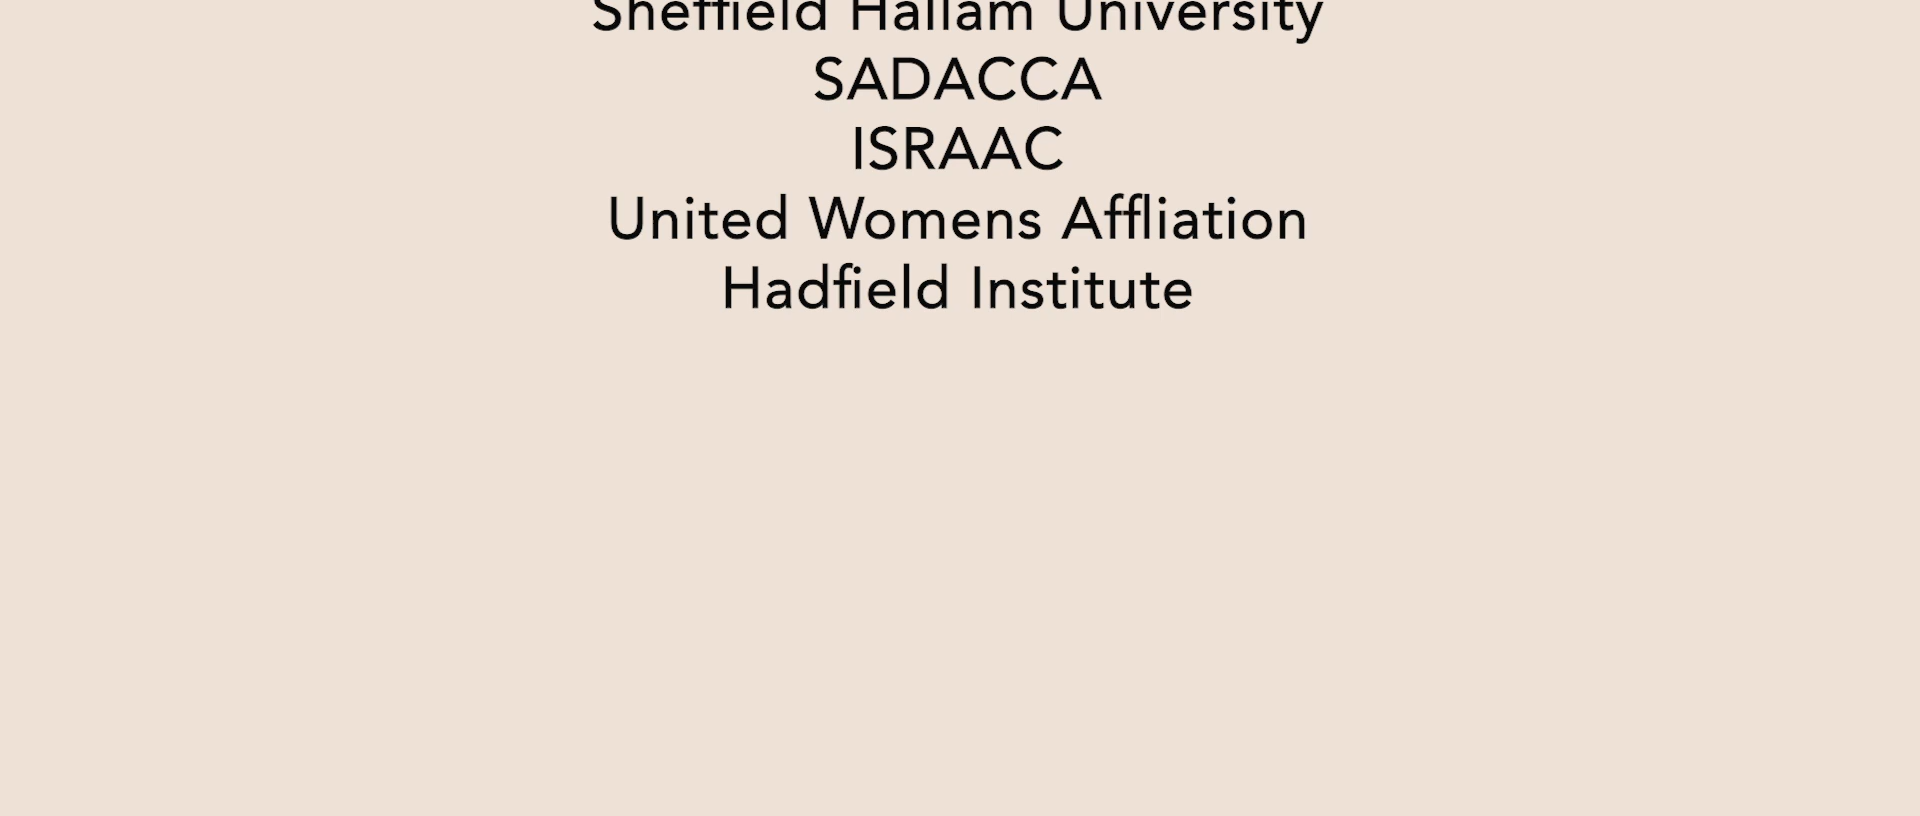 Sheffield Hallam University
SADACCA
ISRAAC
United Womens Affliation
Hadfield Institute